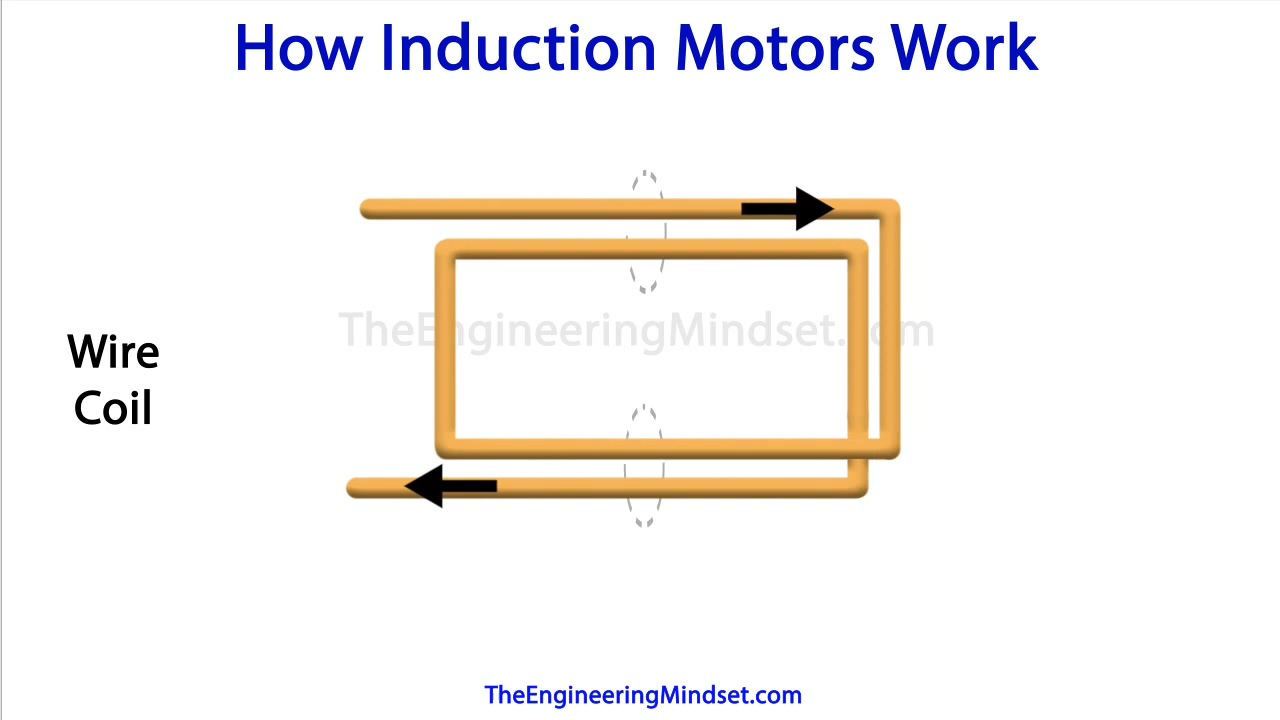 How Induction Motors Work
TheEngineeringMindset.com
Wire
Coil
TheEngineeringMindset.com